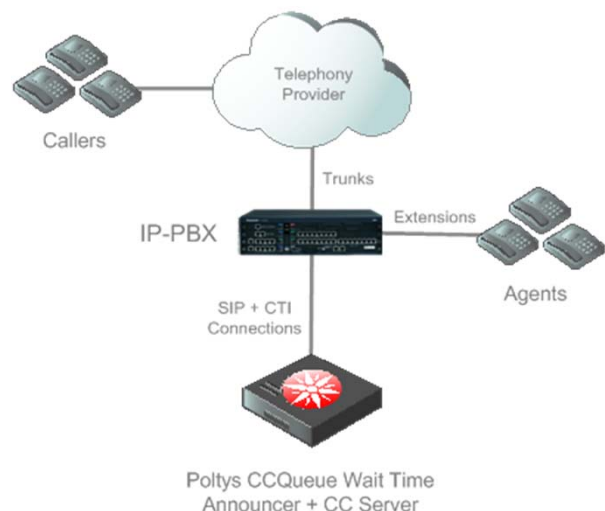 Telephony
Provider
Callers
Trunks
IP-PBX
Extensions
Agents
SIP + CTI
Connections
Poltys CCQueue Wait Time
Announcer + CC Server